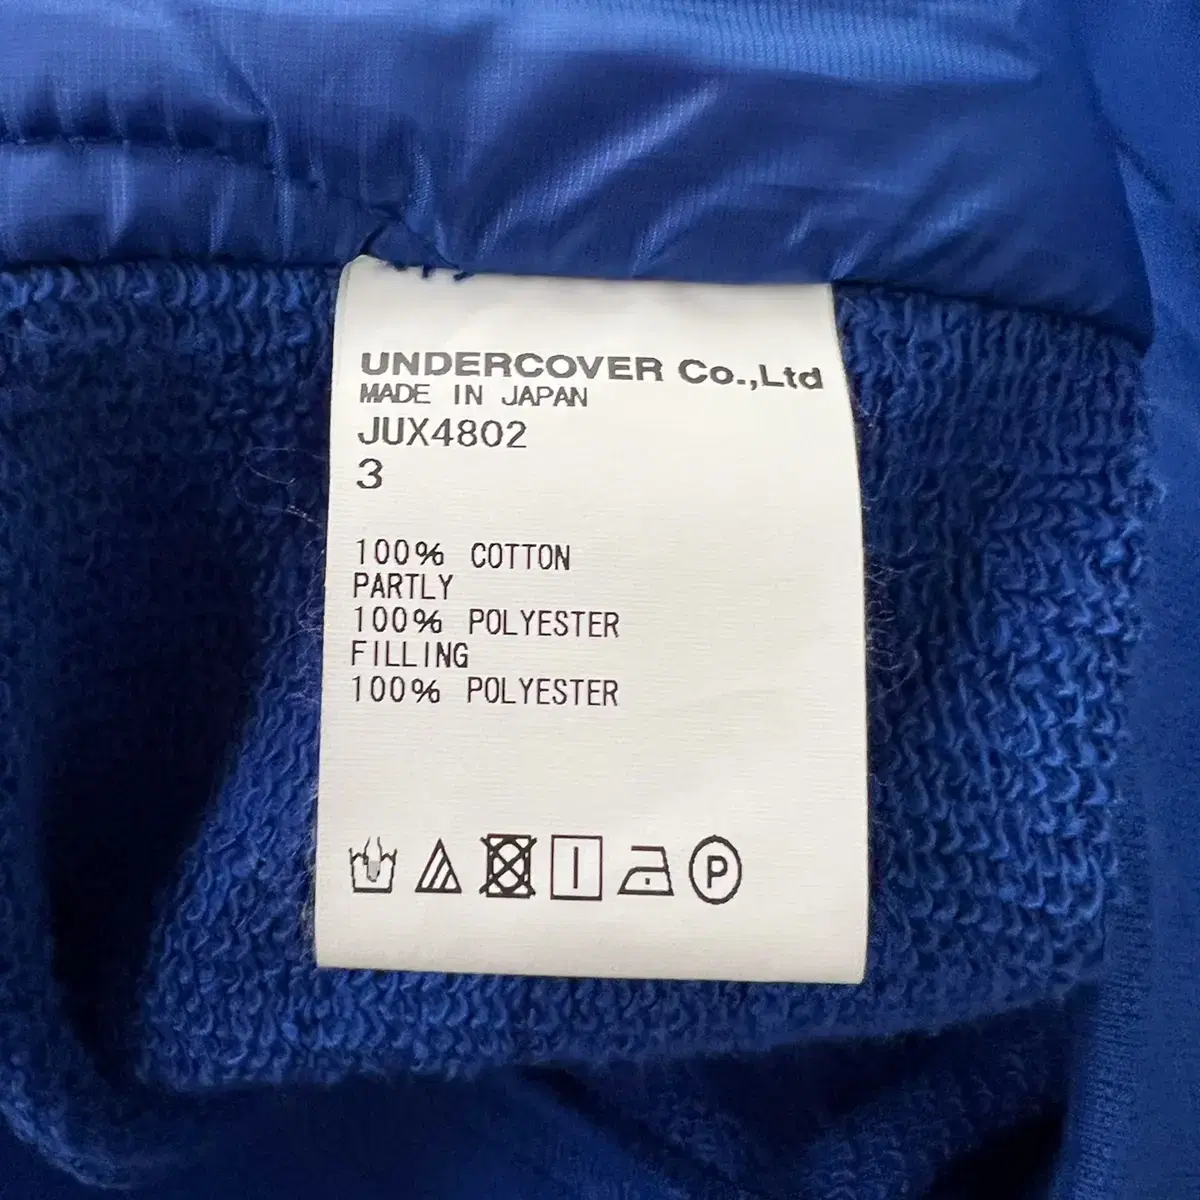 UNDERCOVER Co.,Ltd
MADE IN JAPAN
JUX4802
3
100% COTTON
PARTLY
100% POLYESTER
FILLING
100% POLYESTER
P